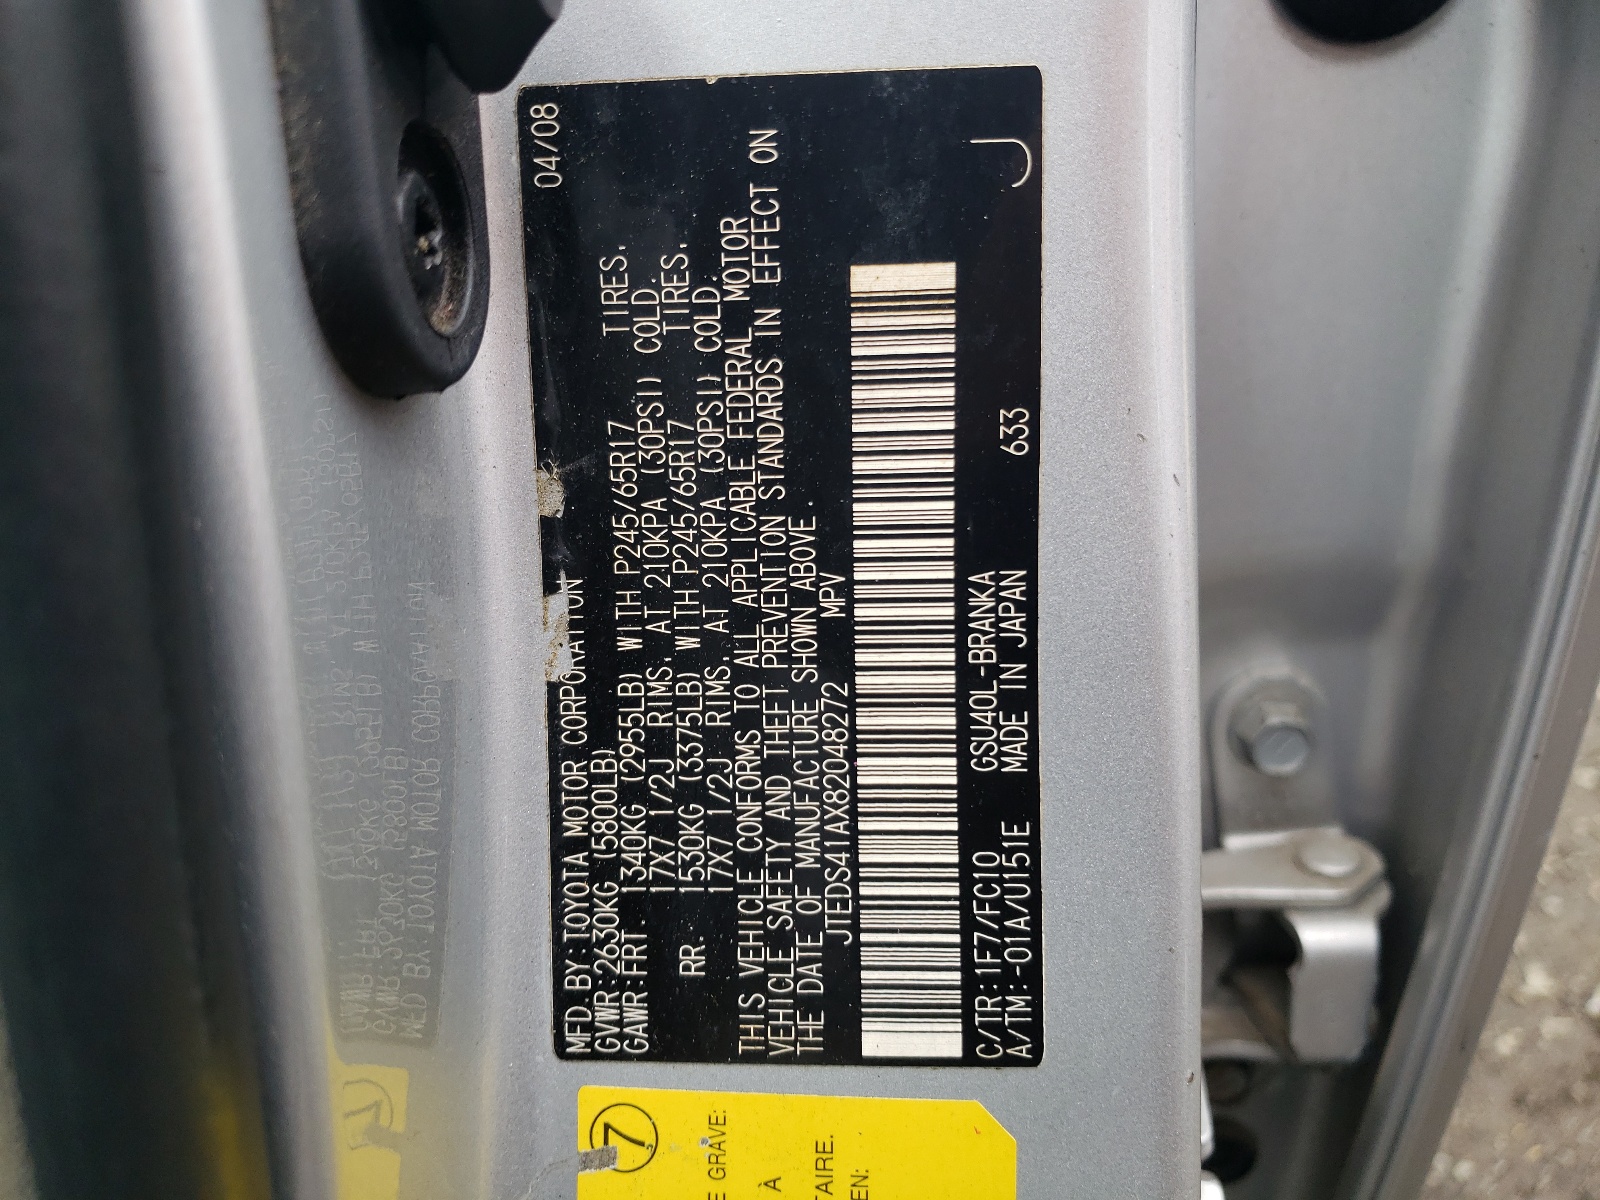 MFD.BY:TOYOTA MOTOR CORPORATION 04/08
GVWR:2630KG (5800LB)
GAWR:FRT. 1340KG (2955LB) WITH P245/65R17 TIRES.
17X7 1/2J RIMS, AT 210KPA (30PSI) COLD.
RR. 1530KG (3375LB) WITH P245/65R17 TIRES.
17X7 1/2J RIMS, AT 210KPA (30PSI) COLD.
THIS VEHICLE CONFORMS TO ALL APPLICABLE FEDERAL MOTOR
VEHICLE SAFETY AND THEFT PREVENTION STANDARDS IN EFFECT ON
THE DATE OF MANUFACTURE SHOWN ABOVE.
JTEDS41AX82048272 MPV
C/TR:1F7/FC10 GSU40L-BRANKA
A/TM:-01A/U151E MADE IN JAPAN 633 J
7
GRAVE:
À
TAIRE.
EN: